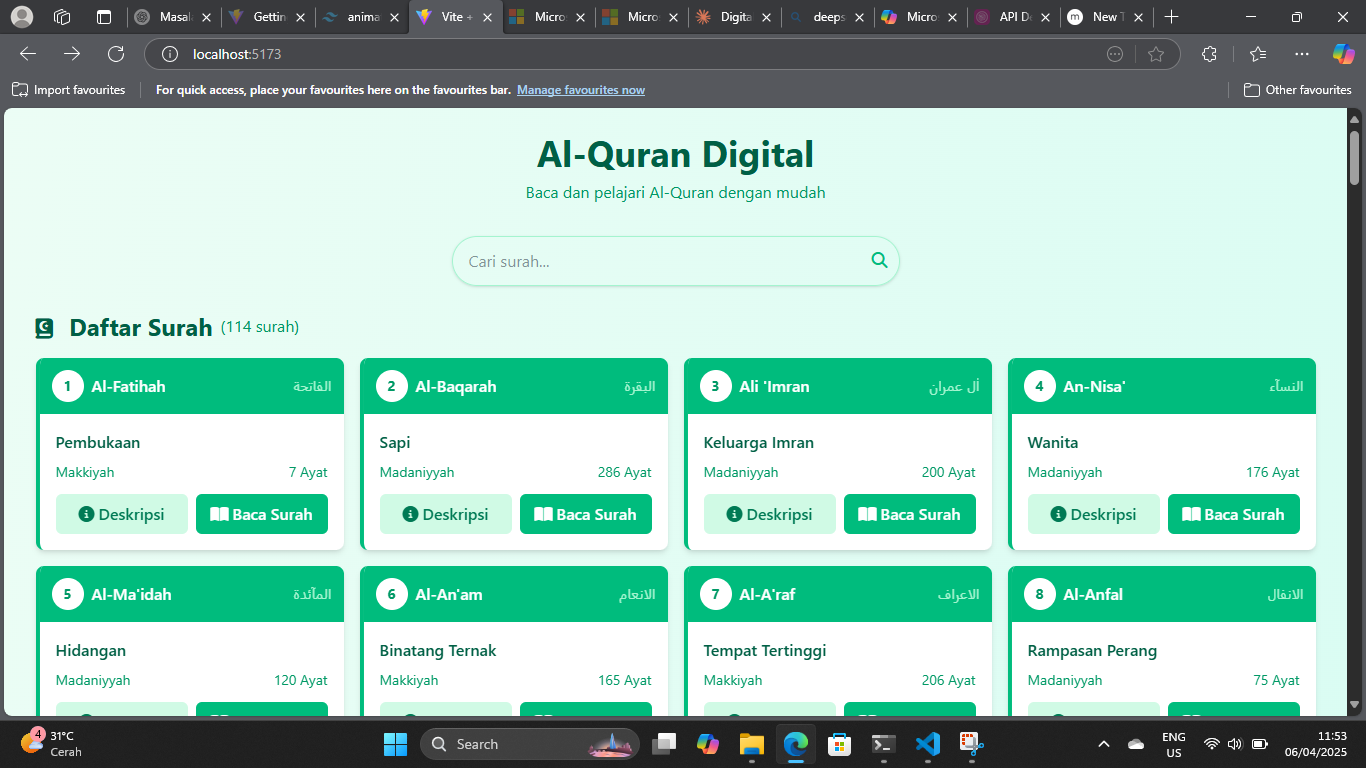 Masala
Gettin
anima
Vite +
Micro
Micro
Digita
deeps
Micro
API D
New T
localhost:5173
Import favourites
For quick access, place your favourites here on the favourites bar. Manage favourites now
Other favourites
Al-Quran Digital
Baca dan pelajari Al-Quran dengan mudah
Cari surah...
Daftar Surah (114 surah)
1 Al-Fatihah الفاتحة
Pembukaan
Makkiyah 7 Ayat
Deskripsi Baca Surah
2 Al-Baqarah البقرة
Sapi
Madaniyyah 286 Ayat
Deskripsi Baca Surah
3 Ali 'Imran اٰل عمران
Keluarga Imran
Madaniyyah 200 Ayat
Deskripsi Baca Surah
4 An-Nisa' النسآء
Wanita
Madaniyyah 176 Ayat
Deskripsi Baca Surah
5 Al-Ma'idah المآئدة
Hidangan
Madaniyyah 120 Ayat
6 Al-An'am الانعام
Binatang Ternak
Makkiyah 165 Ayat
7 Al-A'raf الاعراف
Tempat Tertinggi
Makkiyah 206 Ayat
8 Al-Anfal الانفال
Rampasan Perang
Madaniyyah 75 Ayat
4
31°C
Cerah
Search
ENG
US
11:53
06/04/2025